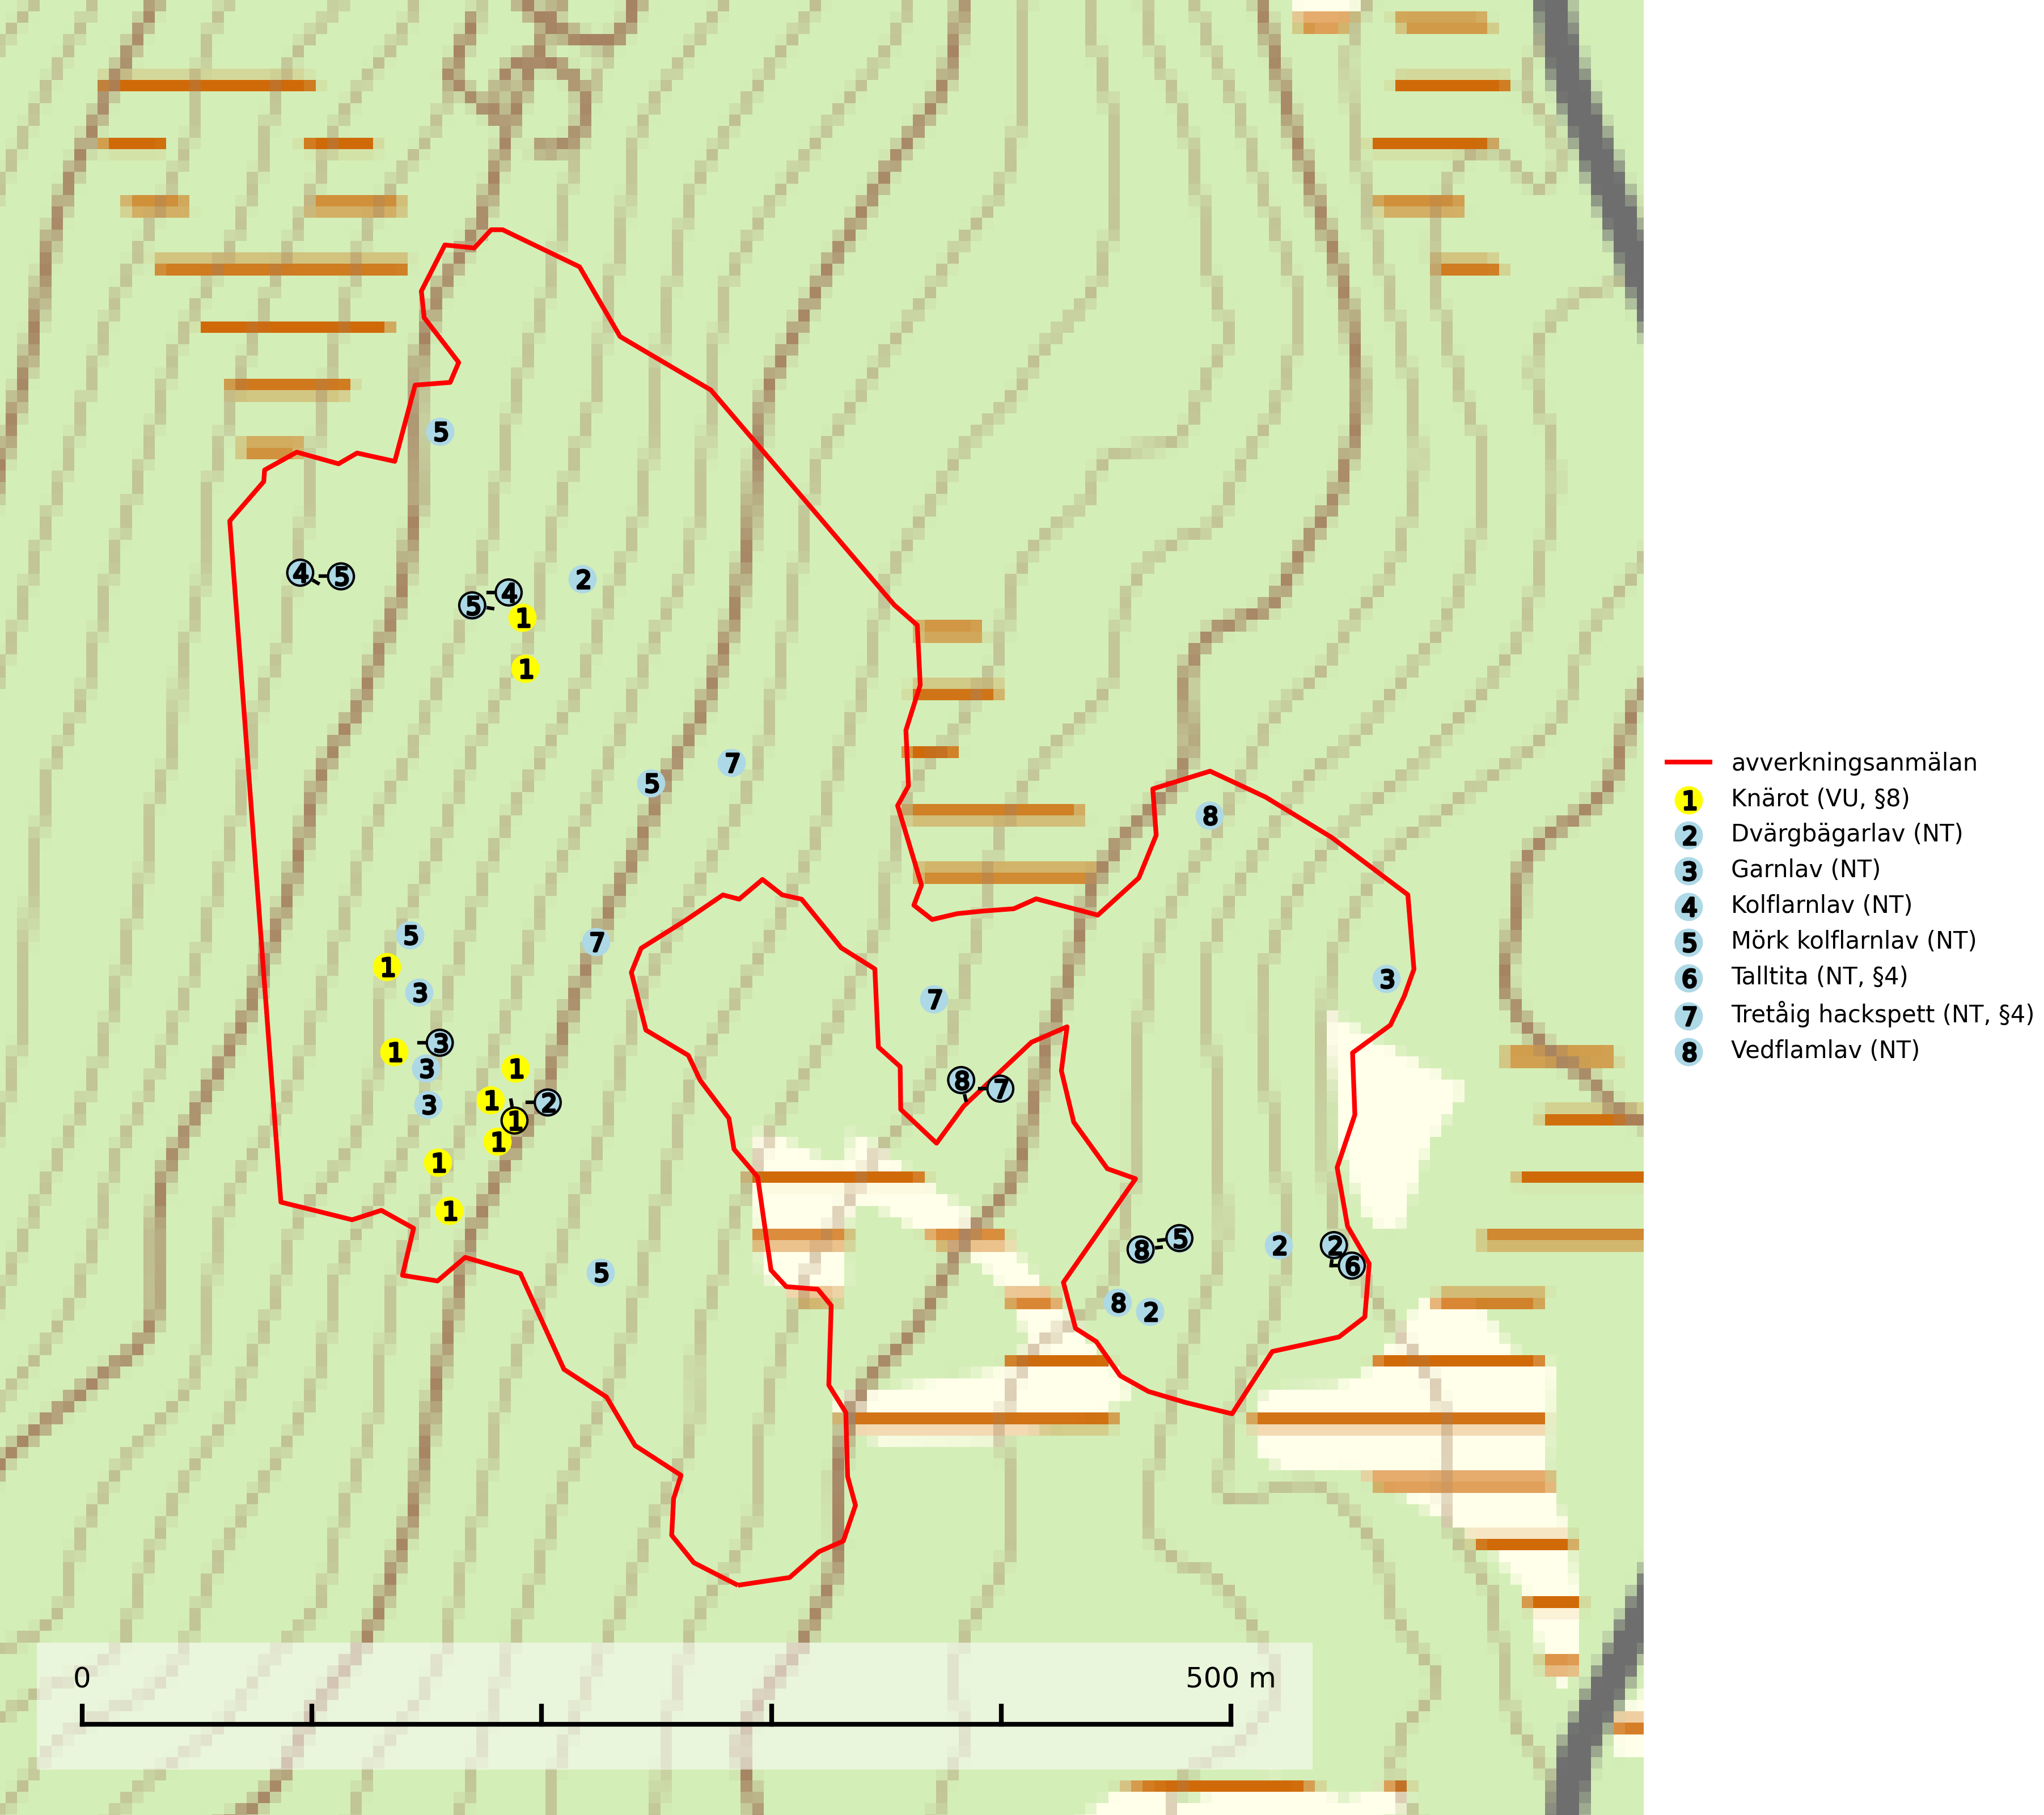 5
4 5
5 4 2
1
1
7
5
8
5
1
7
3
3
7
1 3
3
1
8 7
3
1 2
1
1
1
1
8 5 2 2
6
5
8 2
0 500 m
avverkningsanmälan
1 Knärot (VU, §8)
2 Dvärgbägarlav (NT)
3 Garnlav (NT)
4 Kolflarnlav (NT)
5 Mörk kolflarnlav (NT)
6 Talltita (NT, §4)
7 Tretåig hackspett (NT, §4)
8 Vedflamlav (NT)